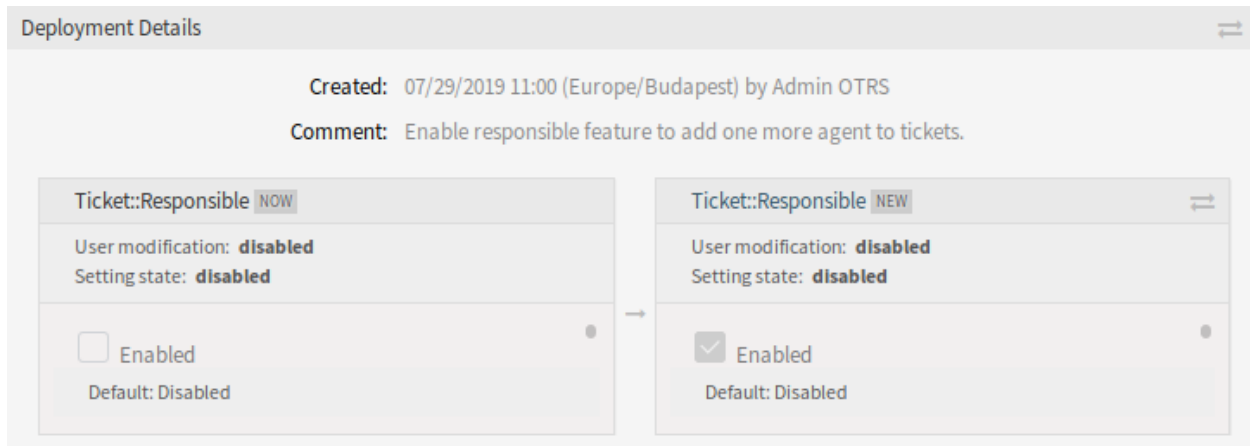 Deployment Details
Created: 07/29/2019 11:00 (Europe/Budapest) by Admin OTRS
Comment: Enable responsible feature to add one more agent to tickets.
Ticket::Responsible NOW
User modification: disabled
Setting state: disabled
Enabled
Default: Disabled
Ticket::Responsible NEW
User modification: disabled
Setting state: disabled
Enabled
Default: Disabled